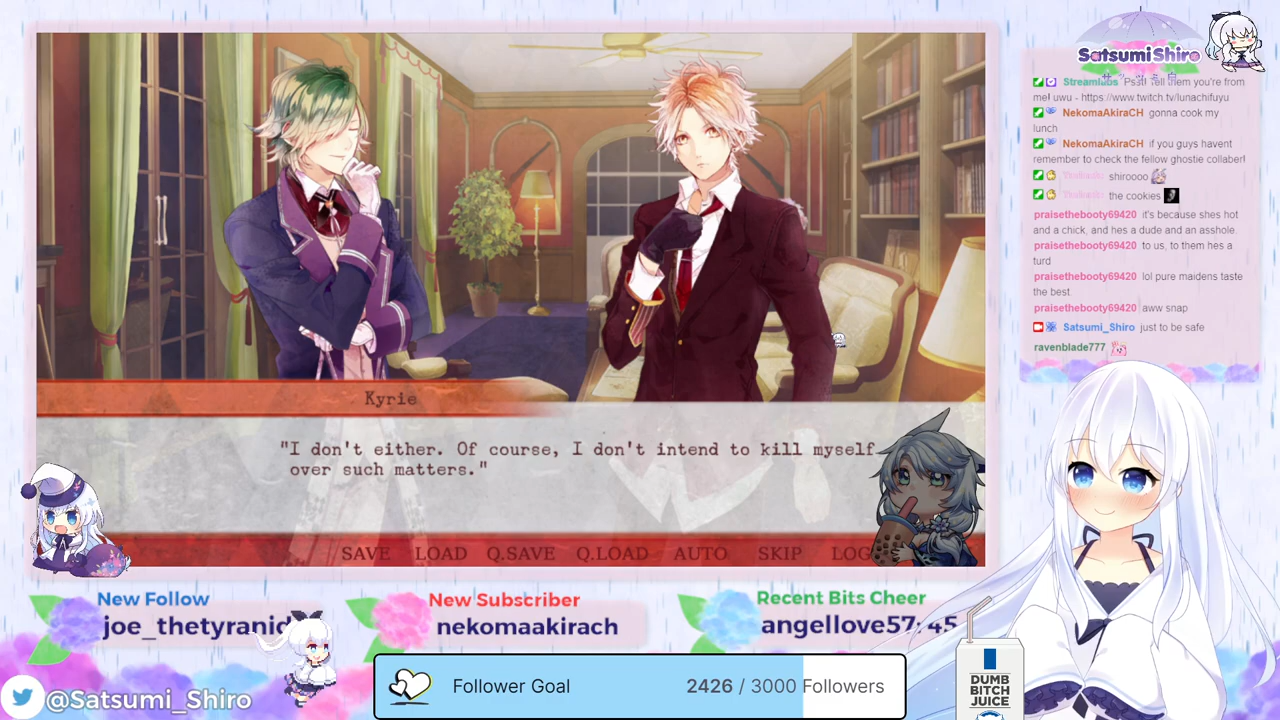 Kyrie
"I don't either. Of course, I don't intend to kill myself
over such matters."
SAVE LOAD Q.SAVE Q.LOAD AUTO SKIP LOG
SatsumiShiro
Streamlabs Psst! Tell them you're from
me! uwu - https://www.twitch.tv/lunachifuyu
NekomaAkiraCH gonna cook my
lunch
NekomaAkiraCH if you guys havent
remember to check the fellow ghostie collaber!
shiroooo
the cookies
praisethebooty69420 it's because shes hot
and a chick, and hes a dude and an asshole.
praisethebooty69420 to us, to them hes a
turd
praisethebooty69420 lol pure maidens taste
the best.
praisethebooty69420 aww snap
Satsumi_Shiro just to be safe
ravenblade777
New Follow
joe_thetyranid
New Subscriber
nekomaakirach
Recent Bits Cheer
angellove57: 45
Follower Goal 2426 / 3000 Followers
@Satsumi_Shiro
DUMB
BITCH
JUICE